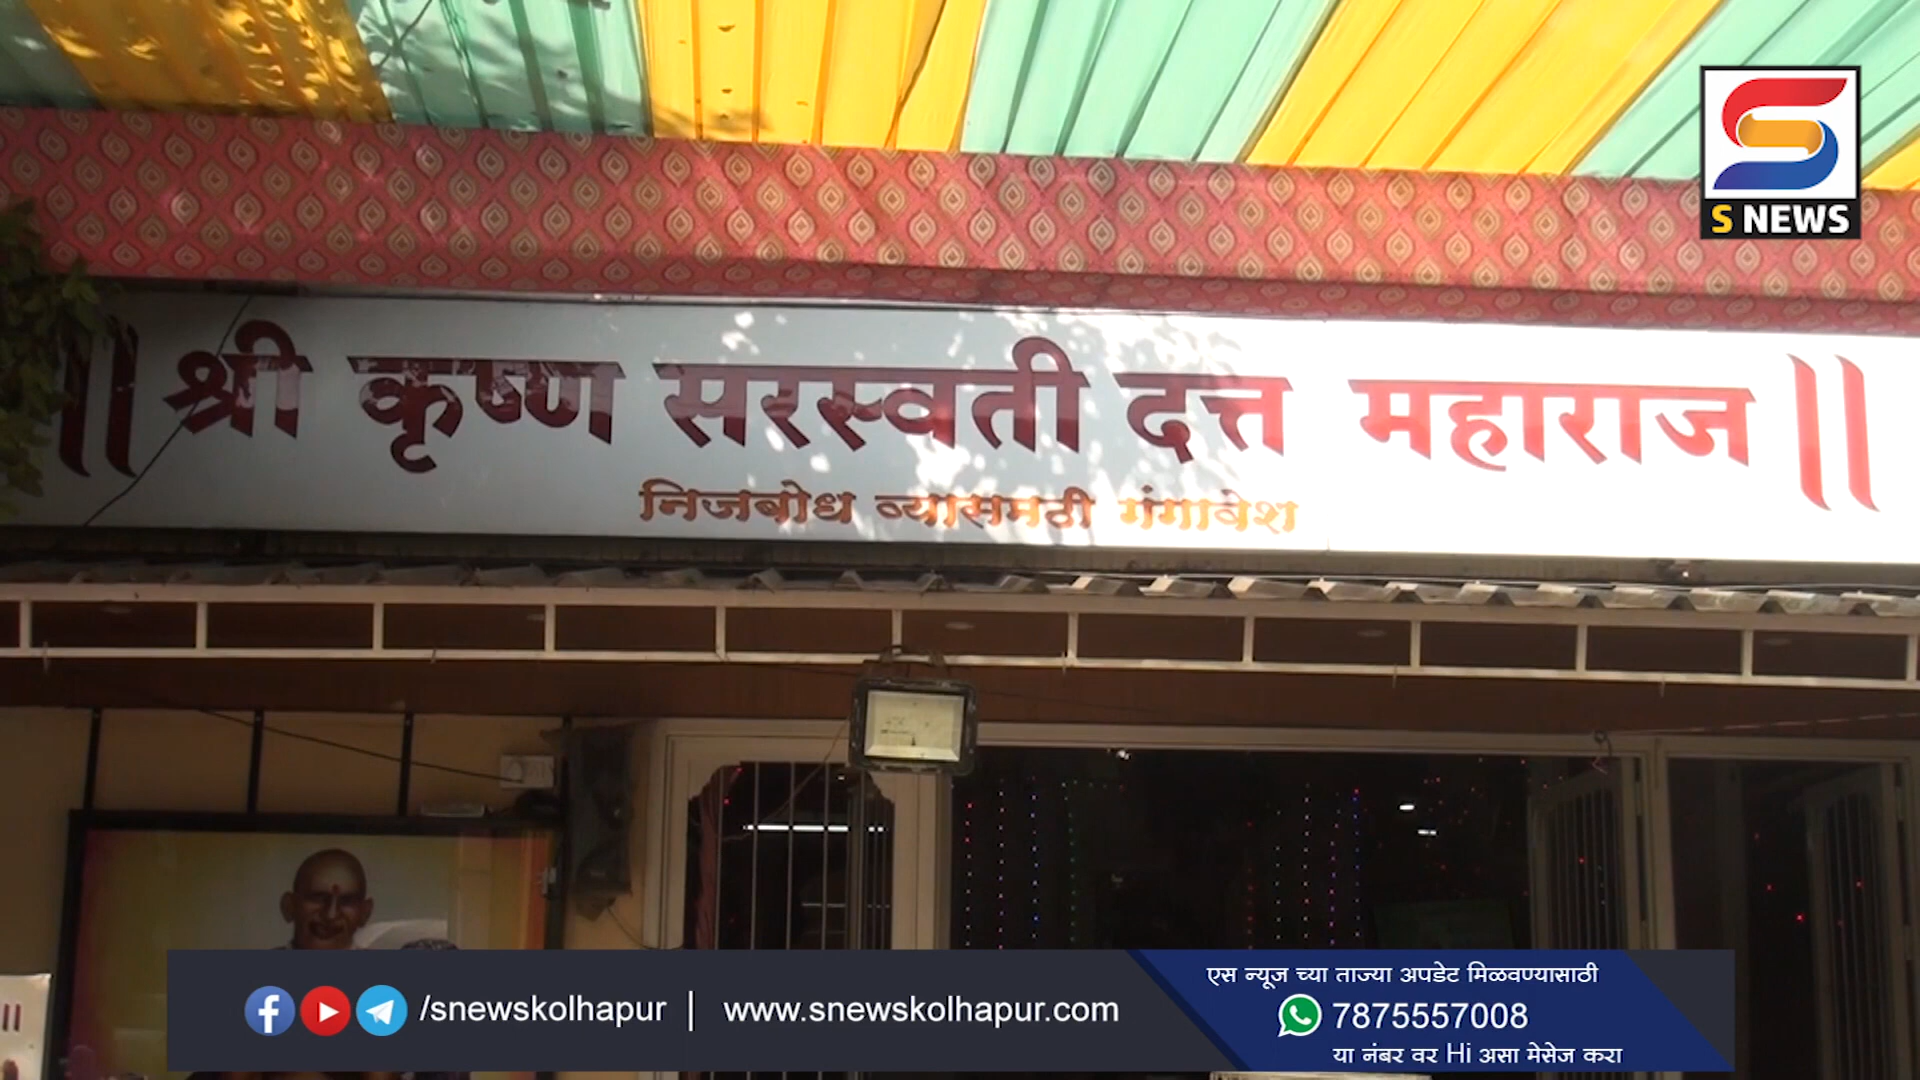 S NEWS
॥ श्री कृष्ण सरस्वती दत्त महाराज ॥
निजबोध व्यासमठी गंगावेश
/snewskolhapur | www.snewskolhapur.com
एस न्यूज च्या ताज्या अपडेट मिळवण्यासाठी
7875557008
या नंबर वर Hi असा मेसेज करा